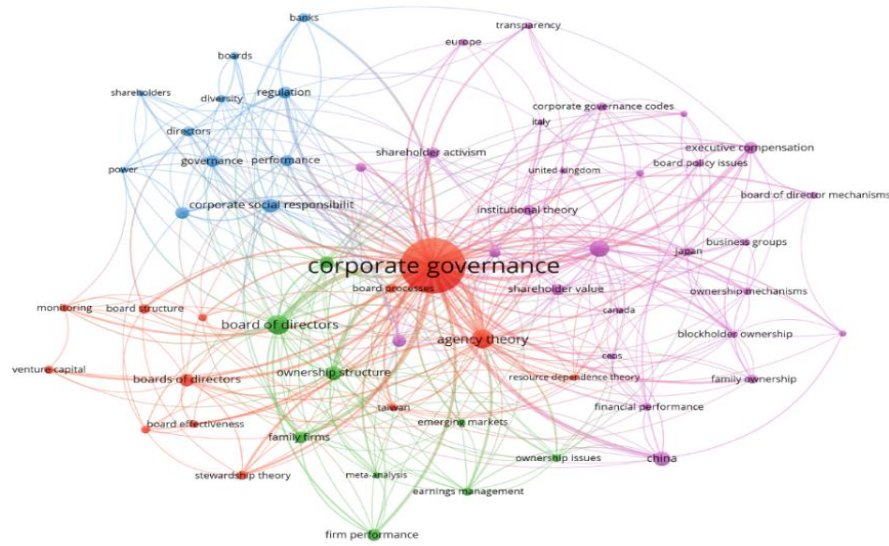 banks
transparency
europe
boards
shareholders
diversity
regulation
corporate governance codes
italy
directors
executive compensation
shareholder activism
governance
performance
board policy issues
power
united kingdom
board of director mechanisms
corporate social responsibilit
institutional theory
business groups
japan
corporate governance
board processes
shareholder value
ownership mechanisms
monitoring
board structure
canada
board of directors
blockholder ownership
agency theory
ceos
venture capital
ownership structure
boards of directors
resource dependence theory
family ownership
taiwan
financial performance
board effectiveness
emerging markets
family firms
ownership issues
china
stewardship theory
meta-analysis
earnings management
firm performance